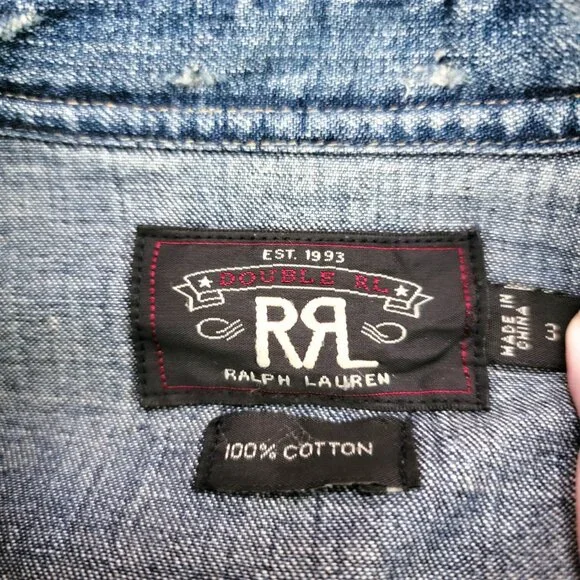 EST. 1993
DOUBLE RL
RRL
RALPH LAUREN
MADE IN
CHINA
100% COTTON